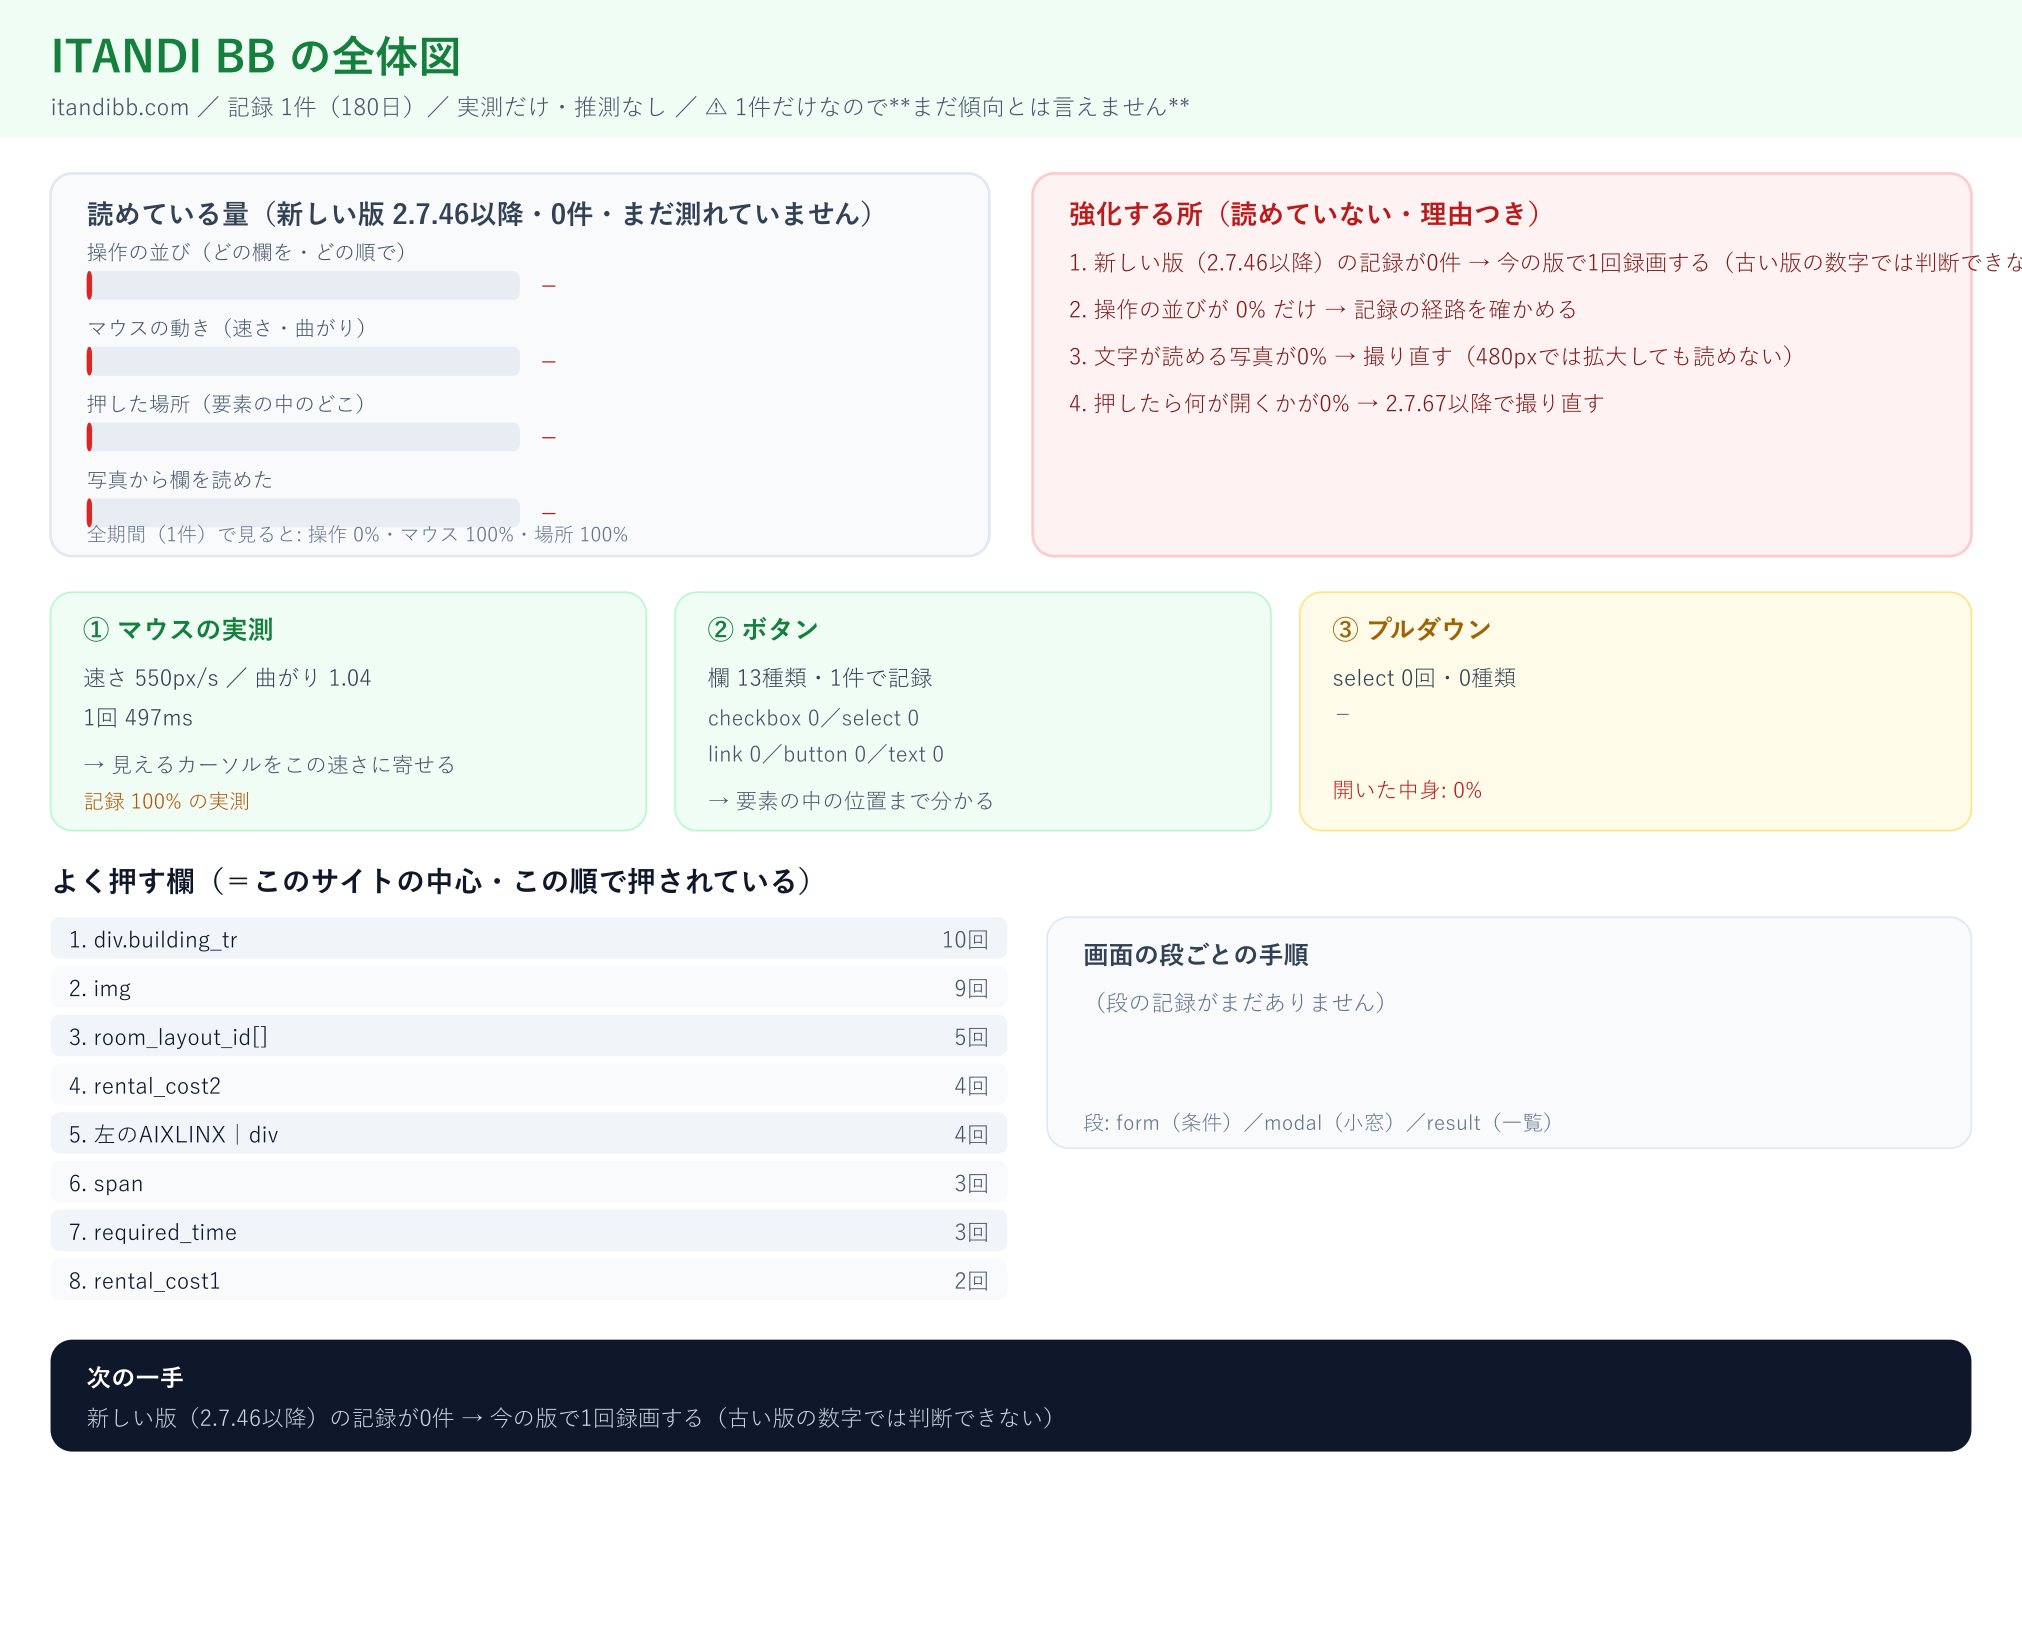 ITANDI BB の全体図
itandibb.com ／ 記録 1件（180日）／ 実測だけ・推測なし ／ ⚠ 1件だけなので**まだ傾向とは言えません**
読めている量（新しい版 2.7.46以降・0件・まだ測れていません）
操作の並び（どの欄を・どの順で）
–
マウスの動き（速さ・曲がり）
–
押した場所（要素の中のどこ）
–
写真から欄を読めた
–
全期間（1件）で見ると: 操作 0%・マウス 100%・場所 100%
強化する所（読めていない・理由つき）
1. 新しい版（2.7.46以降）の記録が0件 → 今の版で1回録画する（古い版の数字では判断できな
2. 操作の並びが 0% だけ → 記録の経路を確かめる
3. 文字が読める写真が0% → 撮り直す（480pxでは拡大しても読めない）
4. 押したら何が開くかが0% → 2.7.67以降で撮り直す
① マウスの実測
速さ 550px/s ／ 曲がり 1.04
1回 497ms
→ 見えるカーソルをこの速さに寄せる
記録 100% の実測
② ボタン
欄 13種類・1件で記録
checkbox 0／select 0
link 0／button 0／text 0
→ 要素の中の位置まで分かる
③ プルダウン
select 0回・0種類
–
開いた中身: 0%
よく押す欄（＝このサイトの中心・この順で押されている）
1. div.building_tr 10回
2. img 9回
3. room_layout_id[] 5回
4. rental_cost2 4回
5. 左のAIXLINX｜div 4回
6. span 3回
7. required_time 3回
8. rental_cost1 2回
画面の段ごとの手順
（段の記録がまだありません）
段: form（条件）／modal（小窓）／result（一覧）
次の一手
新しい版（2.7.46以降）の記録が0件 → 今の版で1回録画する（古い版の数字では判断できない）